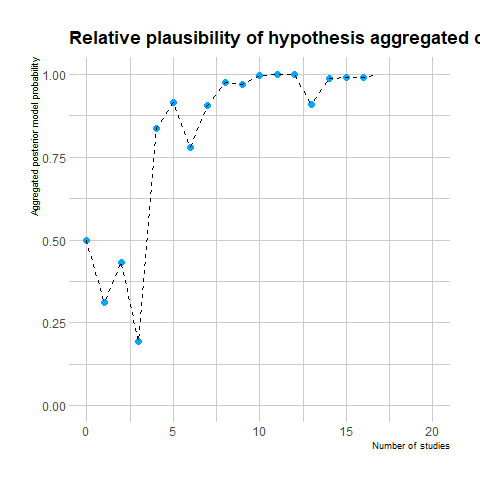 Relative plausibility of hypothesis aggregated o
Aggregated posterior model probability
1.00
0.75
0.50
0.25
0.00
0 5 10 15 20
Number of studies